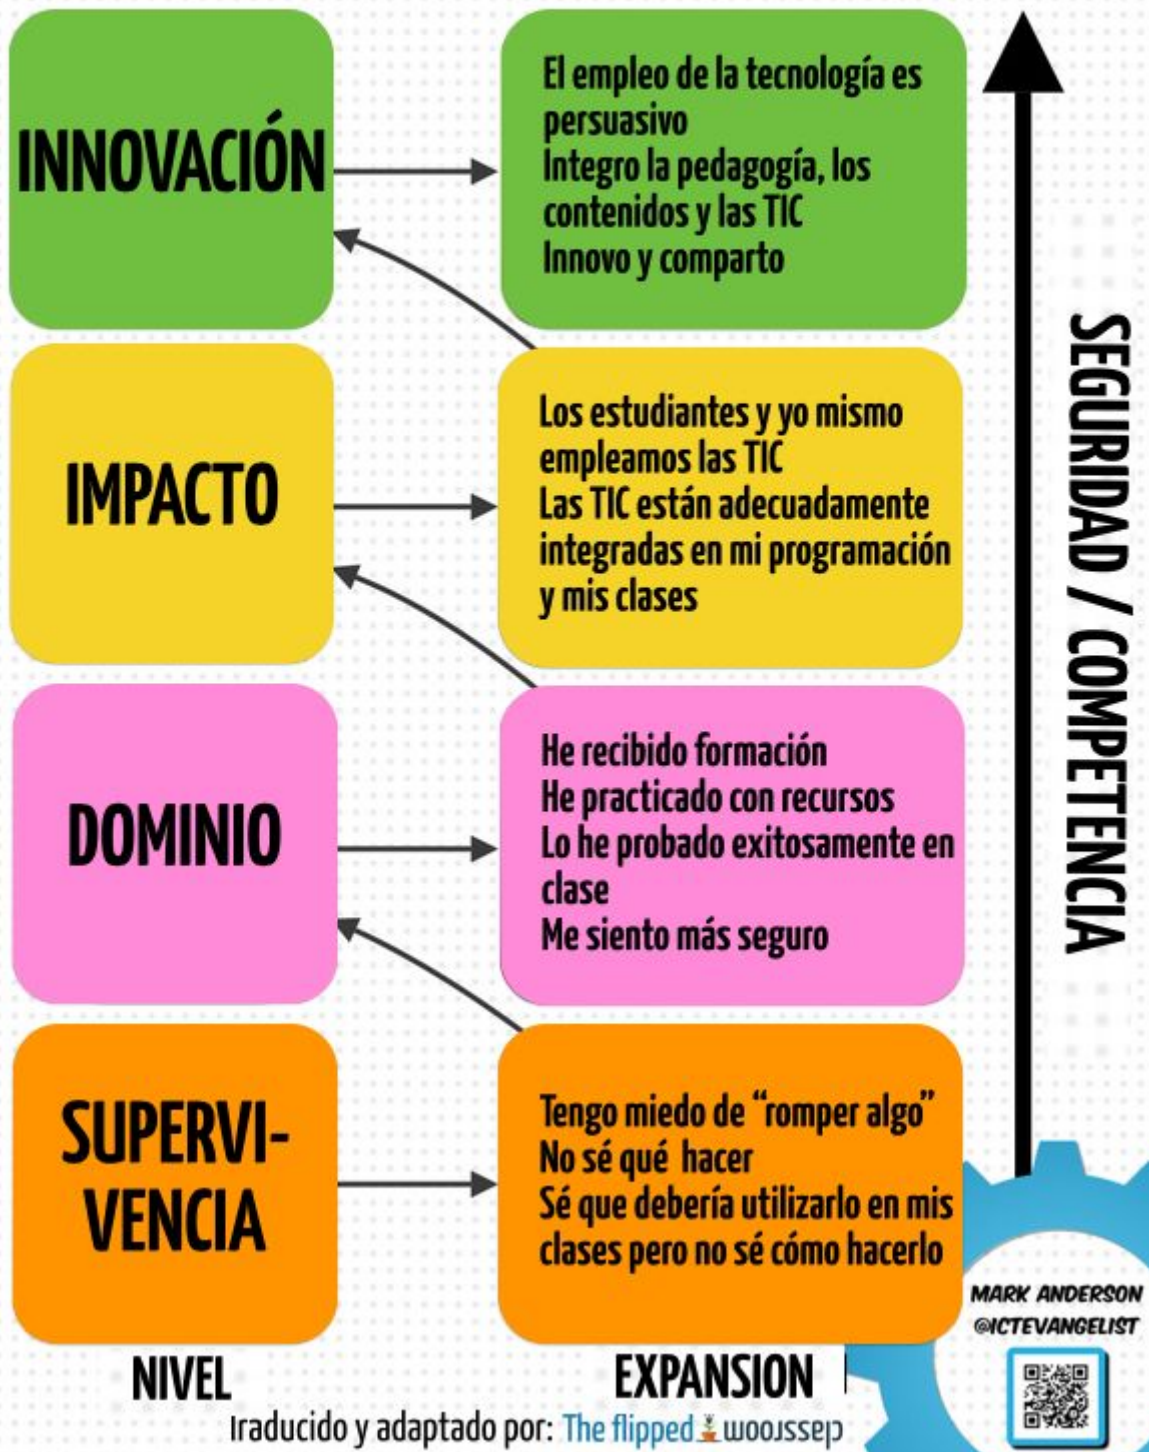 INNOVACIÓN
El empleo de la tecnología es
persuasivo
Integro la pedagogía, los
contenidos y las TIC
Innovo y comparto
IMPACTO
Los estudiantes y yo mismo
empleamos las TIC
Las TIC están adecuadamente
integradas en mi programación
y mis clases
DOMINIO
He recibido formación
He practicado con recursos
Lo he probado exitosamente en
clase
Me siento más seguro
SUPERVI-
VENCIA
Tengo miedo de “romper algo”
No sé qué hacer
Sé que debería utilizarlo en mis
clases pero no sé cómo hacerlo
SEGURIDAD / COMPETENCIA
MARK ANDERSON
@ICTEVANGELIST
NIVEL
EXPANSION
Traducido y adaptado por: The flipped classroom